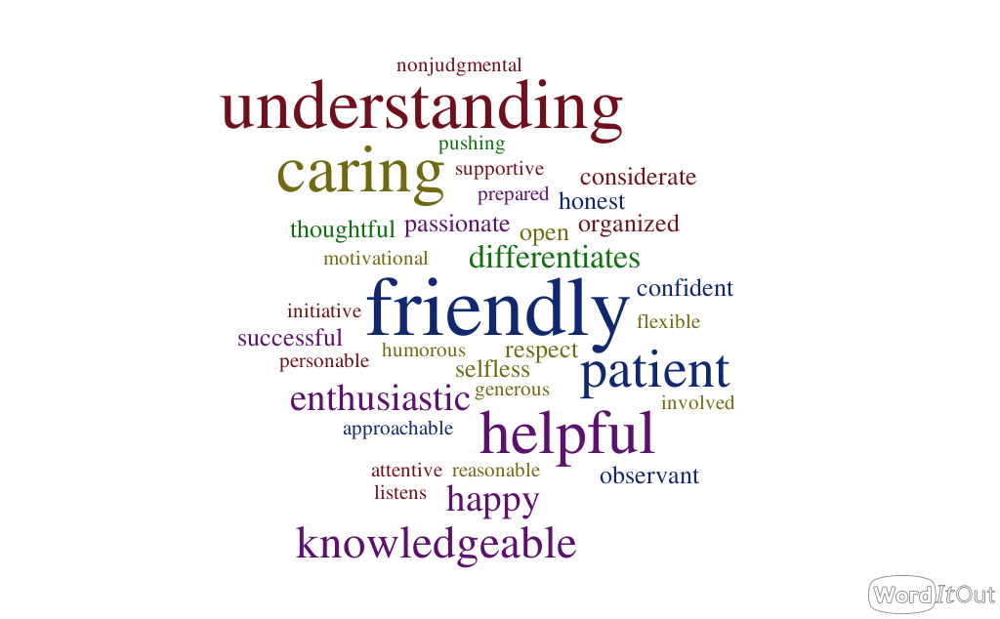 nonjudgmental
understanding
pushing
caring
supportive
considerate
prepared
honest
thoughtful
passionate
open
organized
motivational
differentiates
friendly
confident
initiative
flexible
successful
humorous
respect
personable
selfless
patient
enthusiastic
generous
involved
approachable
helpful
attentive
reasonable
observant
listens
happy
knowledgeable
WordItOut